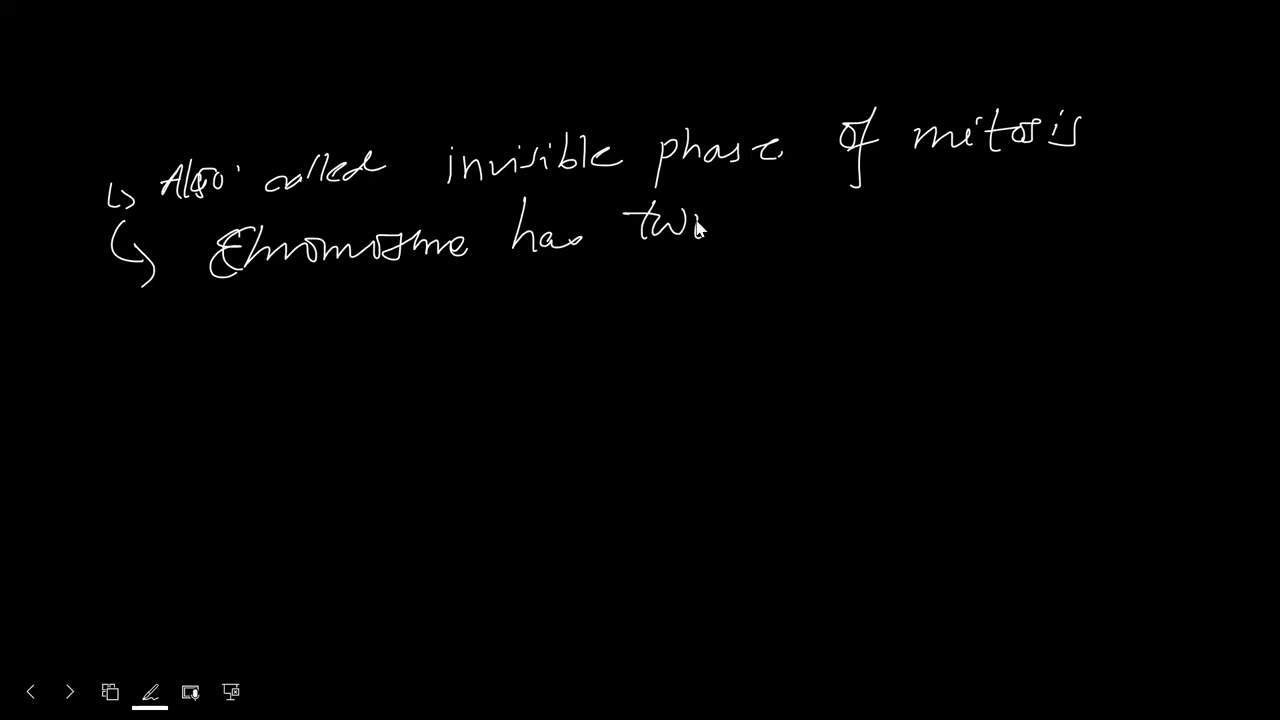 ↳ Also called invisible phase of mitosis
↳ Chromosome has two